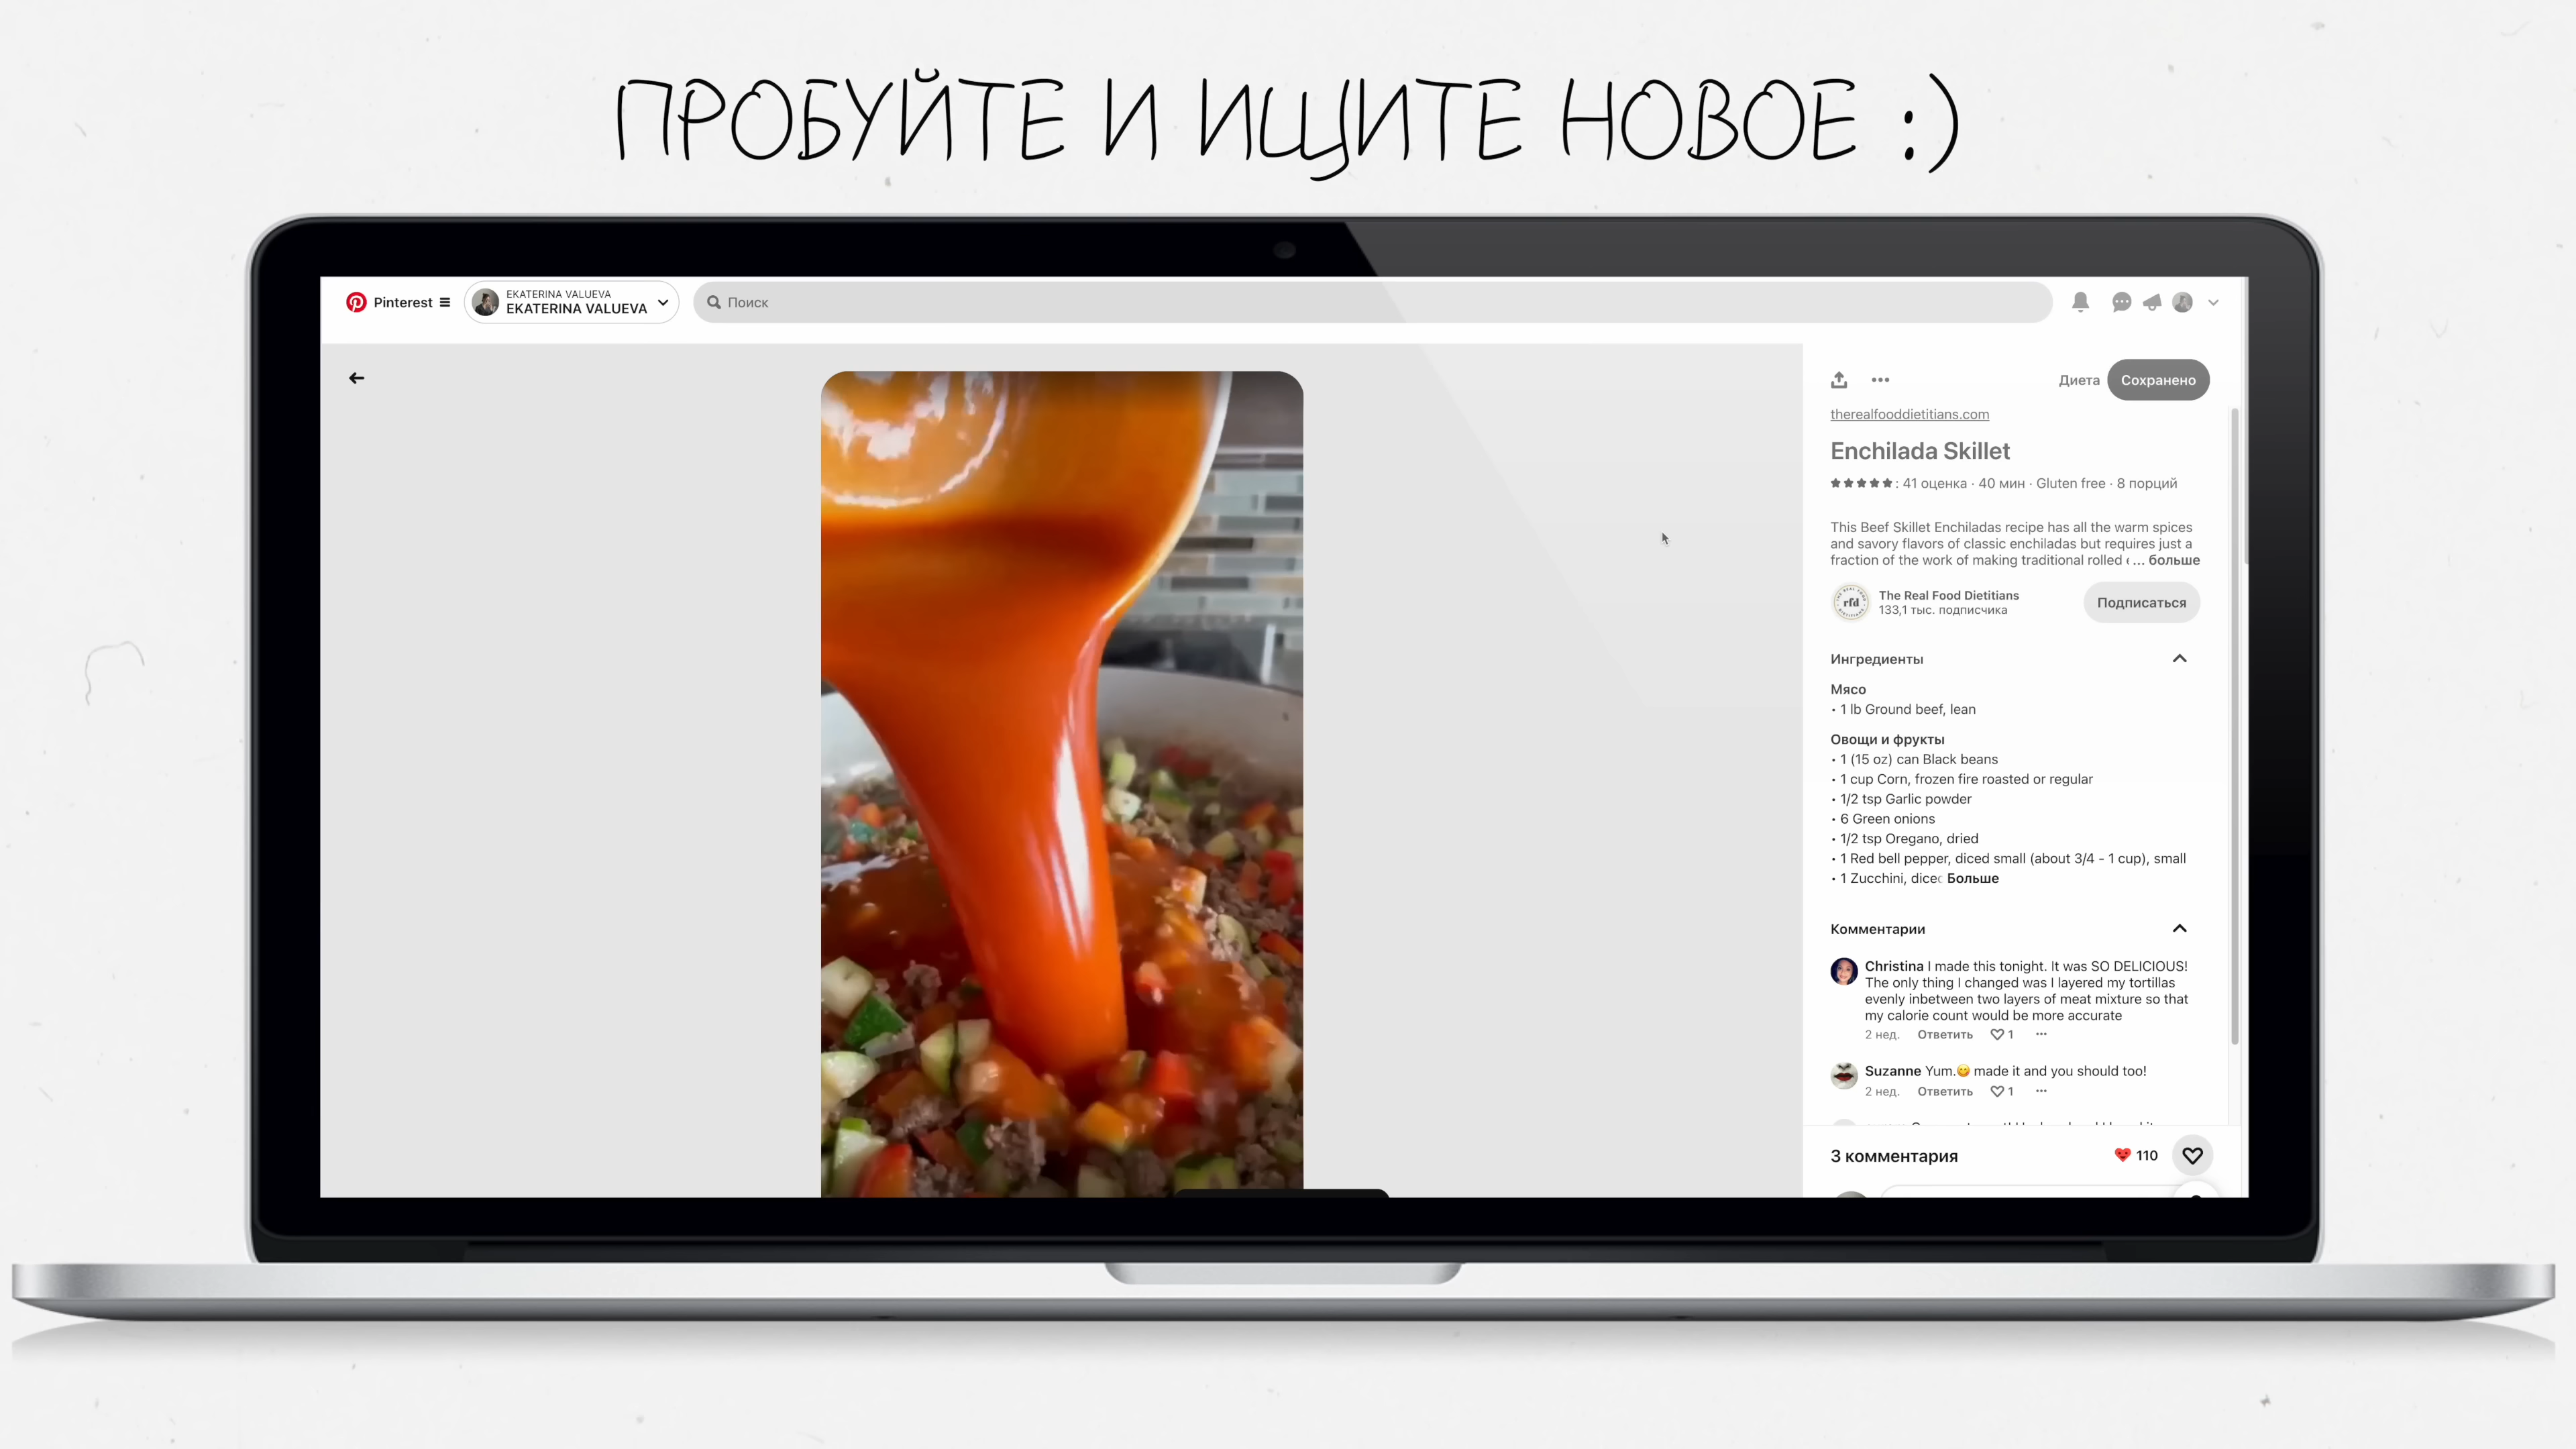 ПРОБУЙТЕ И ИЩИТЕ НОВОЕ :)
Pinterest
EKATERINA VALUEVA
EKATERINA VALUEVA
Поиск
Диета
Сохранено
therealfooddietitians.com
Enchilada Skillet
★★★★★: 41 оценка · 40 мин · Gluten free · 8 порций
This Beef Skillet Enchiladas recipe has all the warm spices
and savory flavors of classic enchiladas but requires just a
fraction of the work of making traditional rolled ... больше
rfd
The Real Food Dietitians
133,1 тыс. подписчика
Подписаться
Ингредиенты
Мясо
• 1 lb Ground beef, lean
Овощи и фрукты
• 1 (15 oz) can Black beans
• 1 cup Corn, frozen fire roasted or regular
• 1/2 tsp Garlic powder
• 6 Green onions
• 1/2 tsp Oregano, dried
• 1 Red bell pepper, diced small (about 3/4 - 1 cup), small
• 1 Zucchini, Больше
Комментарии
Christina I made this tonight. It was SO DELICIOUS!
The only thing I changed was I layered my tortillas
evenly inbetween two layers of meat mixture so that
my calorie count would be more accurate
2 нед. Ответить 1 ...
Suzanne Yum.😋 made it and you should too!
2 нед. Ответить 1 ...
3 комментария
110